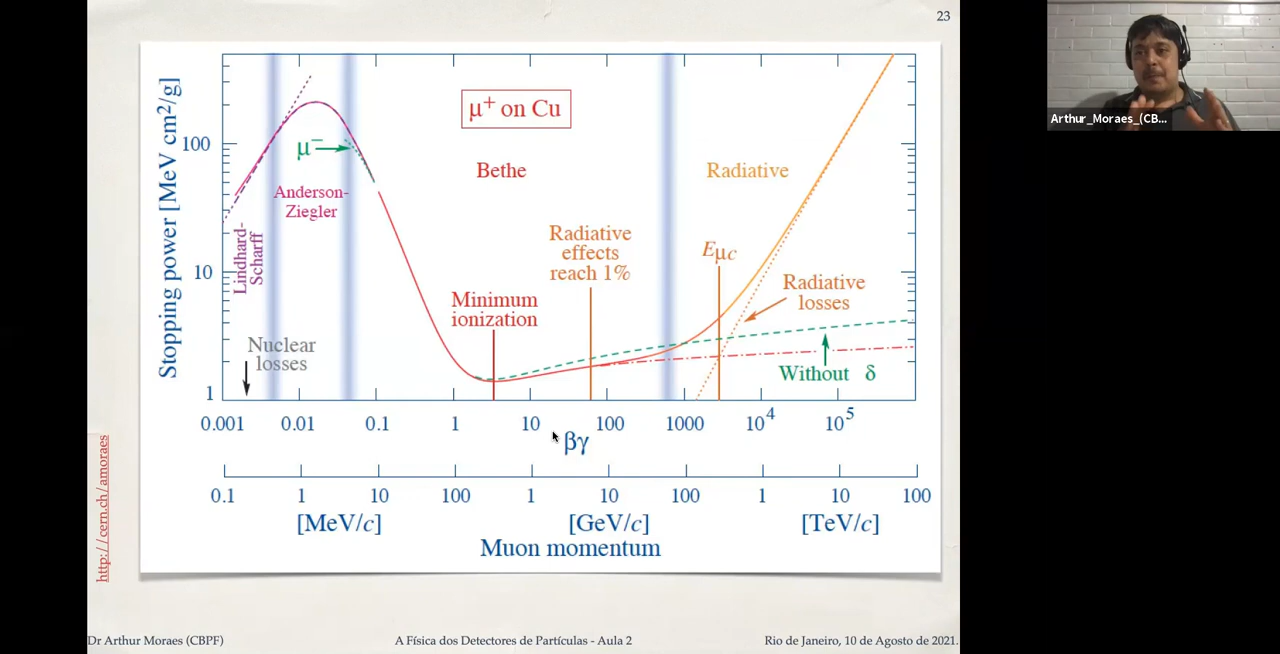 23
Arthur_Moraes_(CB...
Stopping power [MeV cm²/g]
100
10
1
μ⁺ on Cu
μ⁻
Bethe
Radiative
Anderson-
Ziegler
Lindhard-
Scharff
Radiative
effects
reach 1%
Eμc
Radiative
losses
Minimum
ionization
Nuclear
losses
Without δ
0.001 0.01 0.1 1 10 100 1000 10⁴ 10⁵
βγ
0.1 1 10 100 1 10 100 1 10 100
[MeV/c] [GeV/c] [TeV/c]
Muon momentum
http://cern.ch/amoraes
Dr Arthur Moraes (CBPF) A Física dos Detectores de Partículas - Aula 2 Rio de Janeiro, 10 de Agosto de 2021.